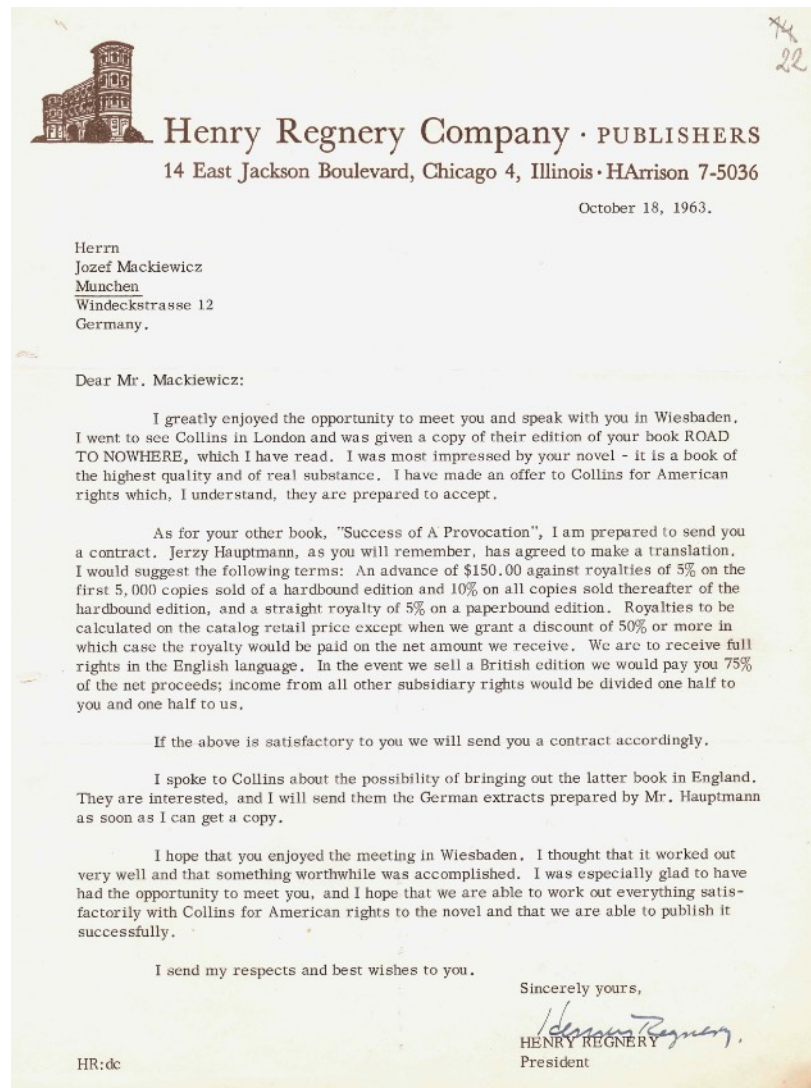 22
Henry Regnery Company · PUBLISHERS
14 East Jackson Boulevard, Chicago 4, Illinois · HArrison 7-5036
October 18, 1963.
Herrn
Jozef Mackiewicz
Munchen
Windeckstrasse 12
Germany.
Dear Mr. Mackiewicz:
I greatly enjoyed the opportunity to meet you and speak with you in Wiesbaden.
I went to see Collins in London and was given a copy of their edition of your book ROAD
TO NOWHERE, which I have read. I was most impressed by your novel - it is a book of
the highest quality and of real substance. I have made an offer to Collins for American
rights which, I understand, they are prepared to accept.
As for your other book, "Success of A Provocation", I am prepared to send you
a contract. Jerzy Hauptmann, as you will remember, has agreed to make a translation.
I would suggest the following terms: An advance of $150.00 against royalties of 5% on the
first 5,000 copies sold of a hardbound edition and 10% on all copies sold thereafter of the
hardbound edition, and a straight royalty of 5% on a paperbound edition. Royalties to be
calculated on the catalog retail price except when we grant a discount of 50% or more in
which case the royalty would be paid on the net amount we receive. We are to receive full
rights in the English language. In the event we sell a British edition we would pay you 75%
of the net proceeds; income from all other subsidiary rights would be divided one half to
you and one half to us.
If the above is satisfactory to you we will send you a contract accordingly.
I spoke to Collins about the possibility of bringing out the latter book in England.
They are interested, and I will send them the German extracts prepared by Mr. Hauptmann
as soon as I can get a copy.
I hope that you enjoyed the meeting in Wiesbaden. I thought that it worked out
very well and that something worthwhile was accomplished. I was especially glad to have
had the opportunity to meet you, and I hope that we are able to work out everything satis-
factorily with Collins for American rights to the novel and that we are able to publish it
successfully.
I send my respects and best wishes to you.
Sincerely yours,
Henry Regnery.
HENRY REGNERY
HR:dc
President